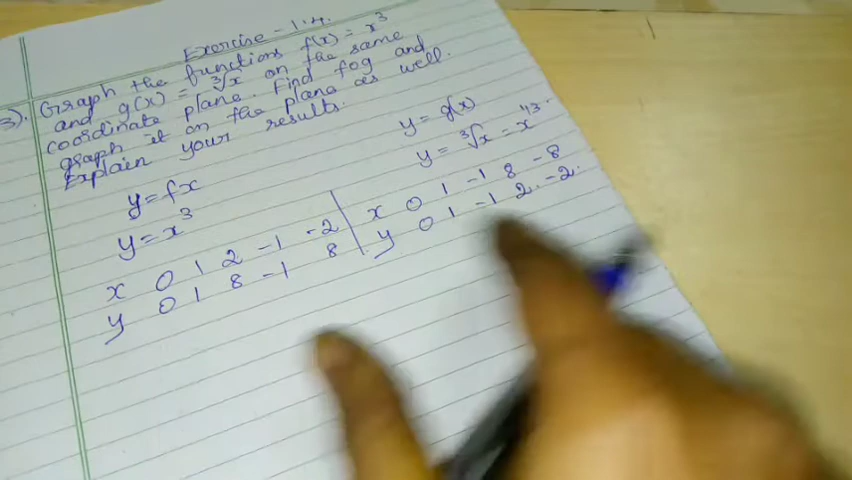 Exercise - 1.4.
3). Graph the functions f(x) = x³
and g(x) = ∛x on the same
coordinate plane. Find fog and
graph it on the plane as well.
Explain your results.
y = fx
y = x³
x 0 1 2 -1 -2
y 0 1 8 -1 8
y = g(x)
y = ∛x = x^1/3.
x 0 1 -1 8 -8
y 0 1 -1 2 -2.